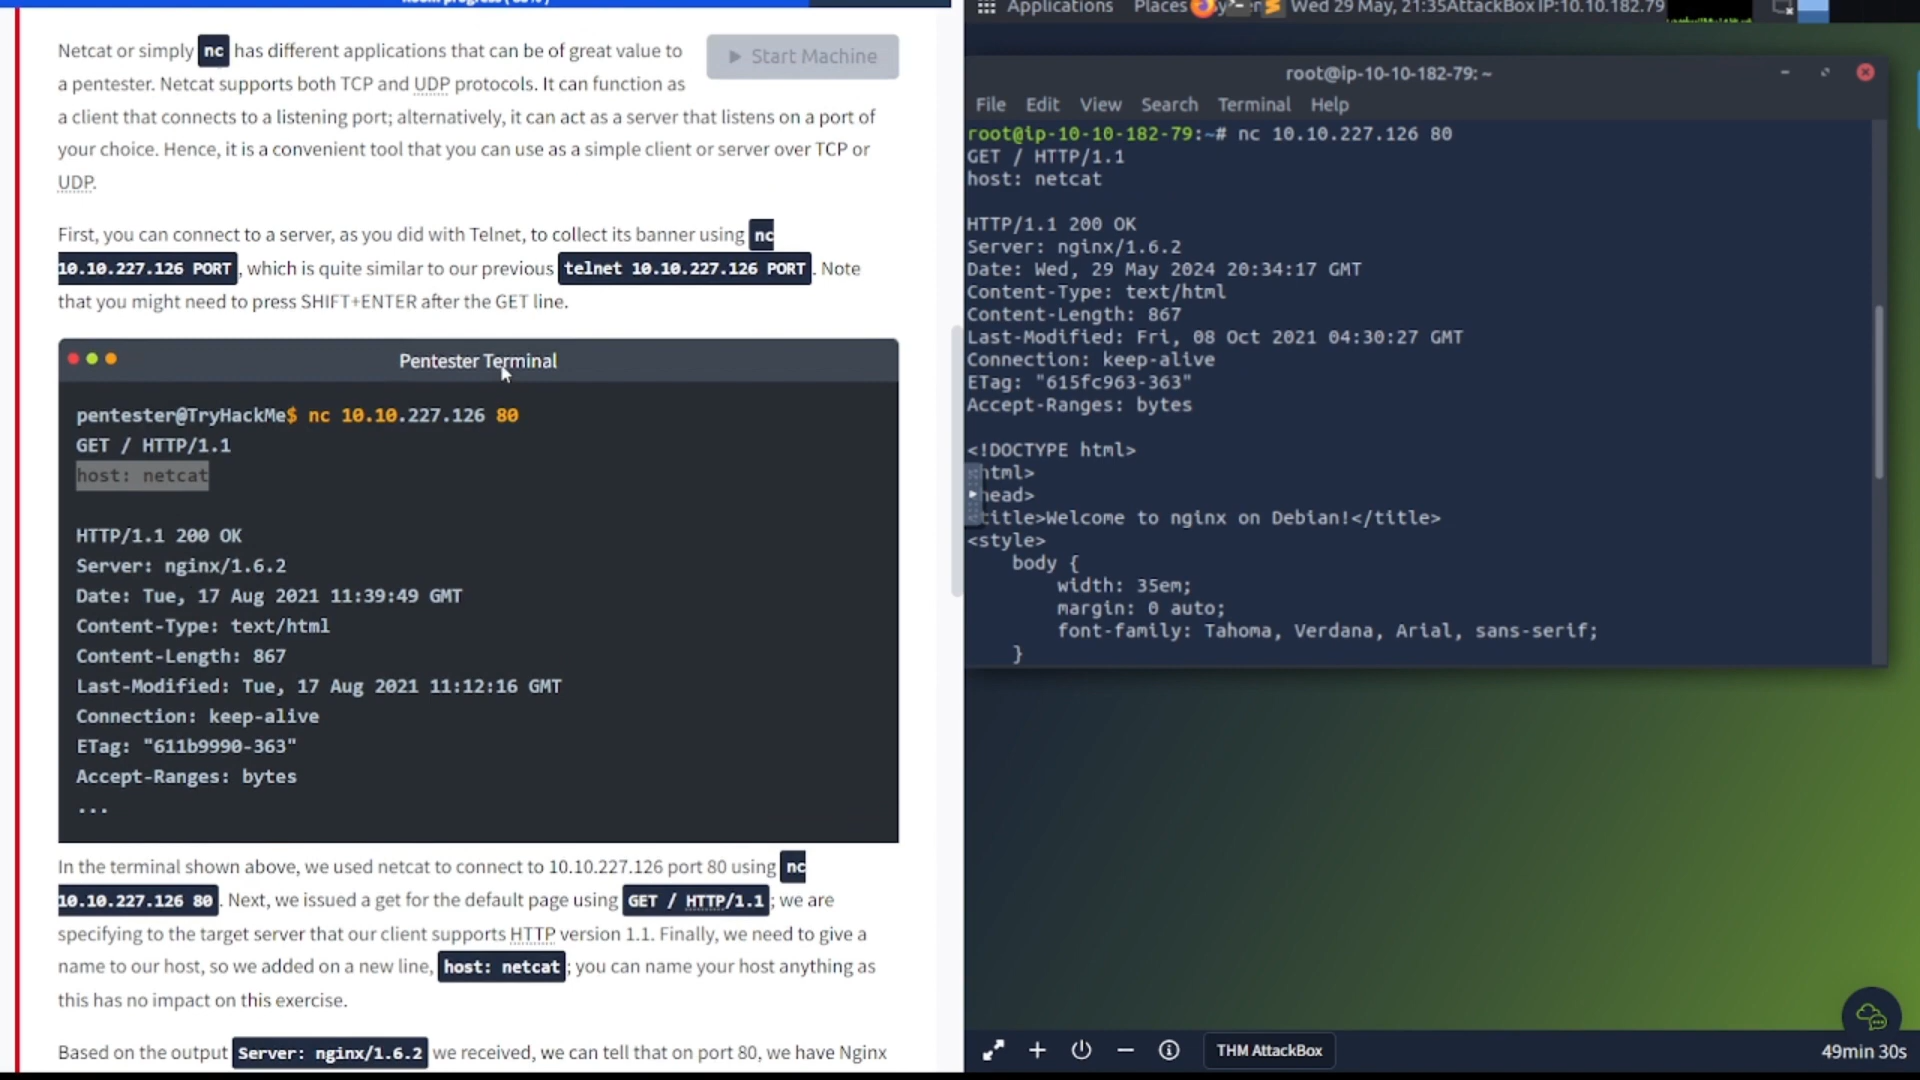 Netcat or simply nc has different applications that can be of great value to
Start Machine
a pentester. Netcat supports both TCP and UDP protocols. It can function as
a client that connects to a listening port; alternatively, it can act as a server that listens on a port of
your choice. Hence, it is a convenient tool that you can use as a simple client or server over TCP or
UDP.
First, you can connect to a server, as you did with Telnet, to collect its banner using nc
10.10.227.126 PORT, which is quite similar to our previous telnet 10.10.227.126 PORT. Note
that you might need to press SHIFT+ENTER after the GET line.
Pentester Terminal
pentester@TryHackMe$ nc 10.10.227.126 80
GET / HTTP/1.1
host: netcat
HTTP/1.1 200 OK
Server: nginx/1.6.2
Date: Tue, 17 Aug 2021 11:39:49 GMT
Content-Type: text/html
Content-Length: 867
Last-Modified: Tue, 17 Aug 2021 11:12:16 GMT
Connection: keep-alive
ETag: "611b9990-363"
Accept-Ranges: bytes
...
In the terminal shown above, we used netcat to connect to 10.10.227.126 port 80 using nc
10.10.227.126 80. Next, we issued a get for the default page using GET / HTTP/1.1; we are
specifying to the target server that our client supports HTTP version 1.1. Finally, we need to give a
name to our host, so we added on a new line, host: netcat; you can name your host anything as
this has no impact on this exercise.
Based on the output Server: nginx/1.6.2 we received, we can tell that on port 80, we have Nginx
Applications Places Wed 29 May, 21:35 AttackBox IP:10.10.182.79
root@ip-10-10-182-79: ~
File Edit View Search Terminal Help
root@ip-10-10-182-79:~# nc 10.10.227.126 80
GET / HTTP/1.1
host: netcat
HTTP/1.1 200 OK
Server: nginx/1.6.2
Date: Wed, 29 May 2024 20:34:17 GMT
Content-Type: text/html
Content-Length: 867
Last-Modified: Fri, 08 Oct 2021 04:30:27 GMT
Connection: keep-alive
ETag: "615fc963-363"
Accept-Ranges: bytes
<!DOCTYPE html>
html>
head>
title>Welcome to nginx on Debian!</title>
<style>
body {
width: 35em;
margin: 0 auto;
font-family: Tahoma, Verdana, Arial, sans-serif;
}
THM AttackBox
49min 30s